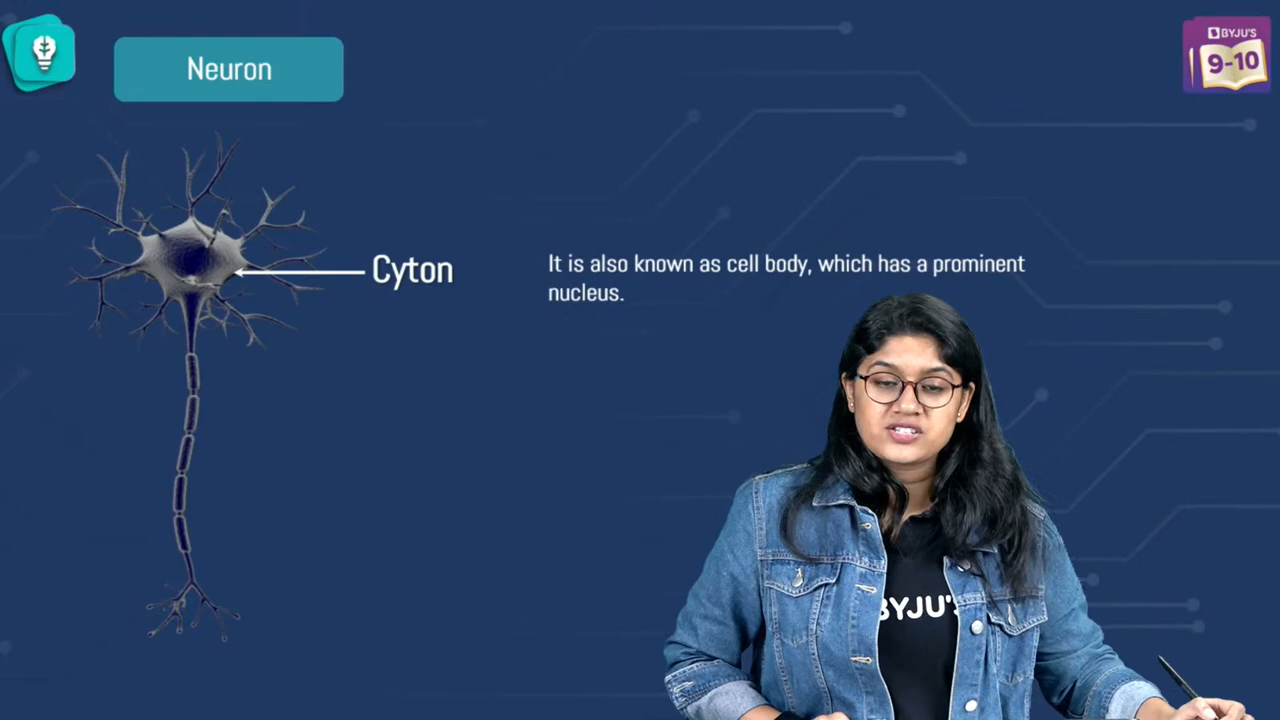 Neuron
BYJU'S
9-10
Cyton
It is also known as cell body, which has a prominent
nucleus.
BYJU'S